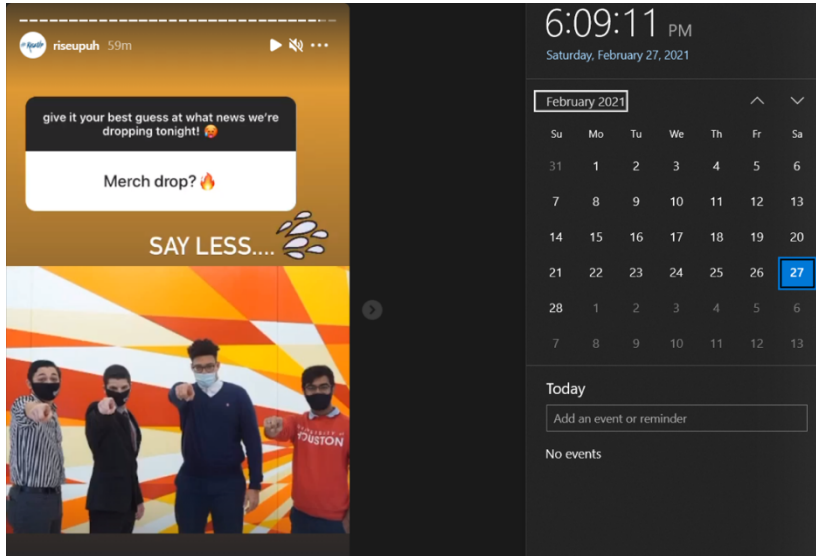 riseupuh 59m
give it your best guess at what news we're
dropping tonight! 🥵
Merch drop?🔥
SAY LESS....
UNIVERSITY of
HOUSTON
6:09:11 PM
Saturday, February 27, 2021
February 2021
Su Mo Tu We Th Fr Sa
31 1 2 3 4 5 6
7 8 9 10 11 12 13
14 15 16 17 18 19 20
21 22 23 24 25 26 27
28 1 2 3 4 5 6
7 8 9 10 11 12 13
Today
Add an event or reminder
No events